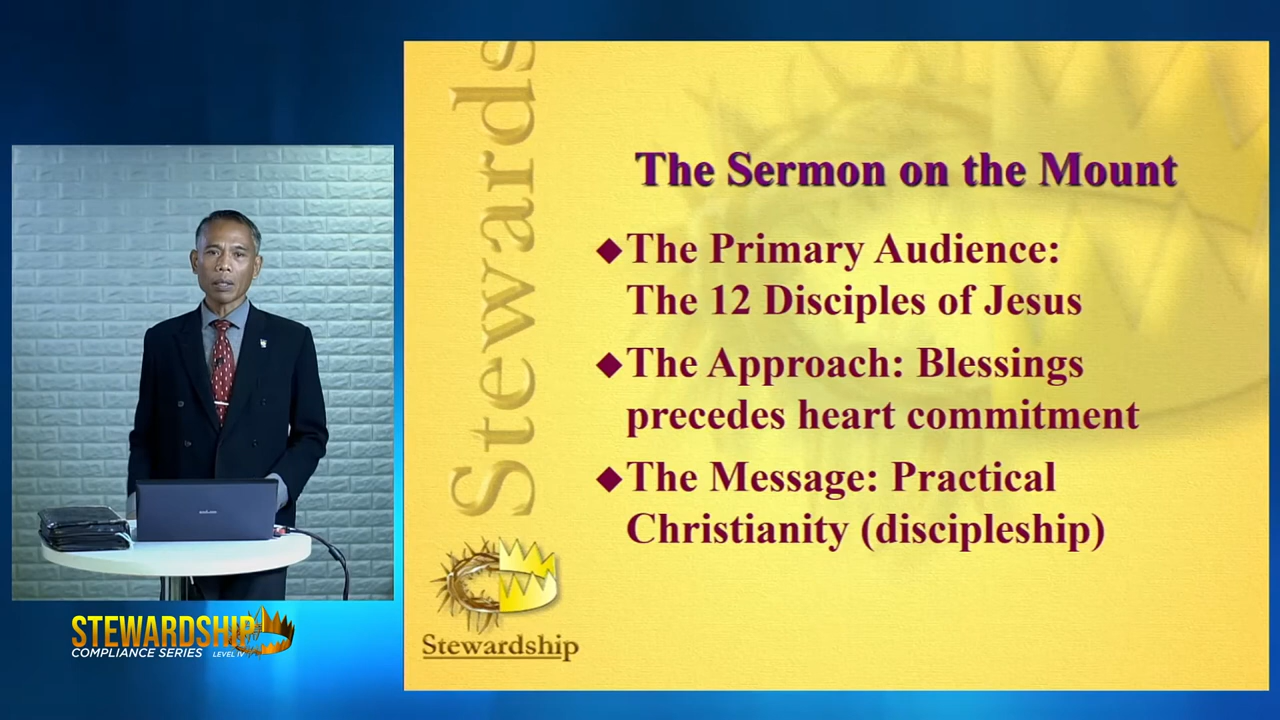 The Sermon on the Mount
◆The Primary Audience:
The 12 Disciples of Jesus
◆The Approach: Blessings
precedes heart commitment
◆The Message: Practical
Christianity (discipleship)
Stewards
Stewardship
STEWARDSHIP
COMPLIANCE SERIES LEVEL IV